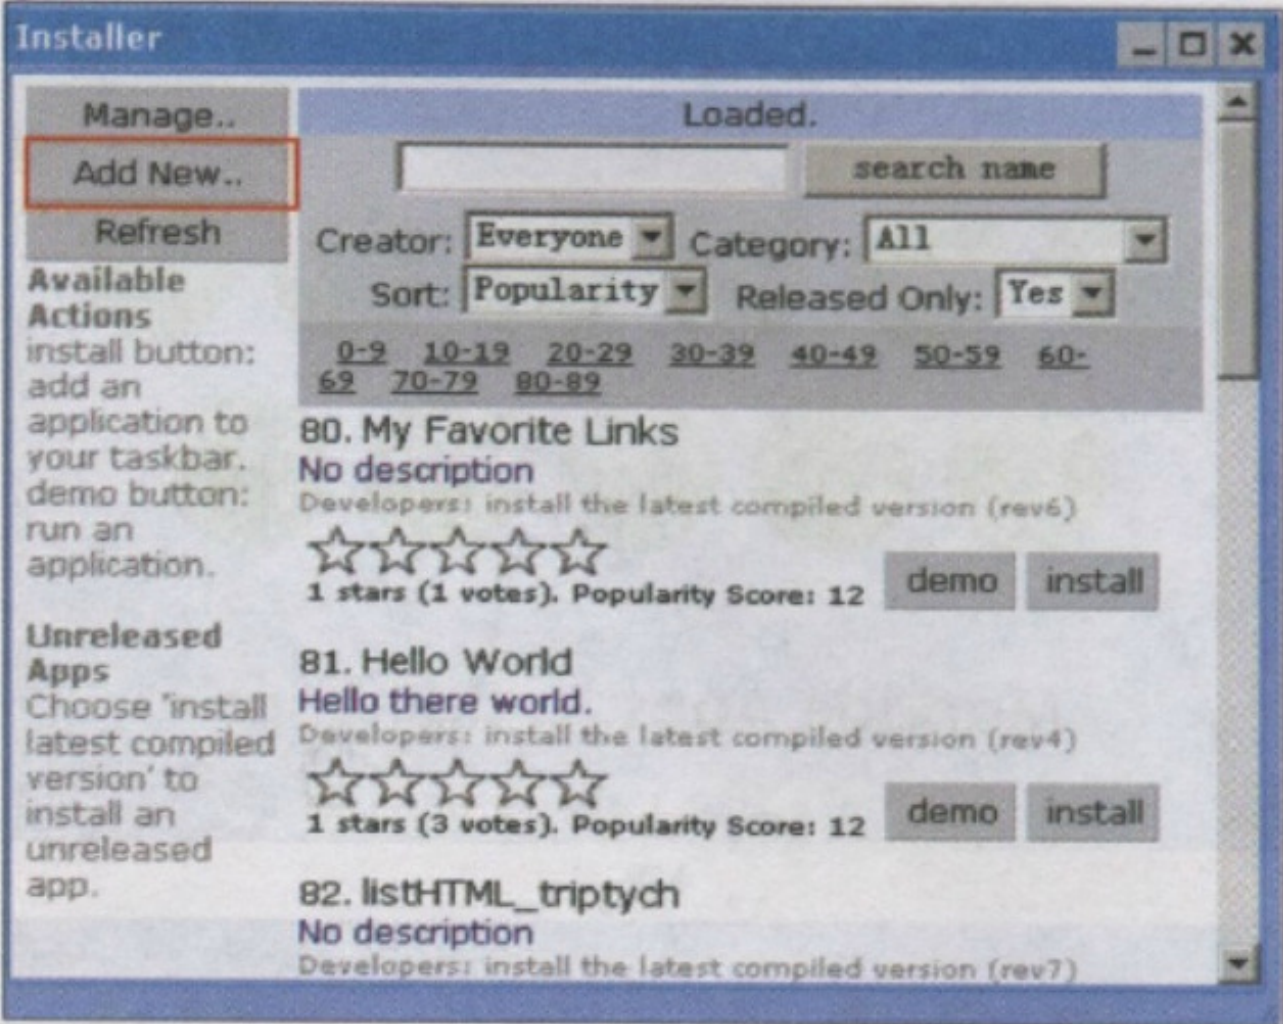 Installer
Manage..
Add New..
Refresh
Available
Actions
install button:
add an
application to
your taskbar.
demo button:
run an
application.
Unreleased
Apps
Choose 'install
latest compiled
version' to
install an
unreleased
app.
Loaded.
search name
Creator: Everyone Category: All
Sort: Popularity Released Only: Yes
0-9 10-19 20-29 30-39 40-49 50-59 60-
69 70-79 80-89
80. My Favorite Links
No description
Developers: install the latest compiled version (rev6)
1 stars (1 votes). Popularity Score: 12 demo install
81. Hello World
Hello there world.
Developers: install the latest compiled version (rev4)
1 stars (3 votes). Popularity Score: 12 demo install
82. listHTML_triptych
No description
Developers: install the latest compiled version (rev7)